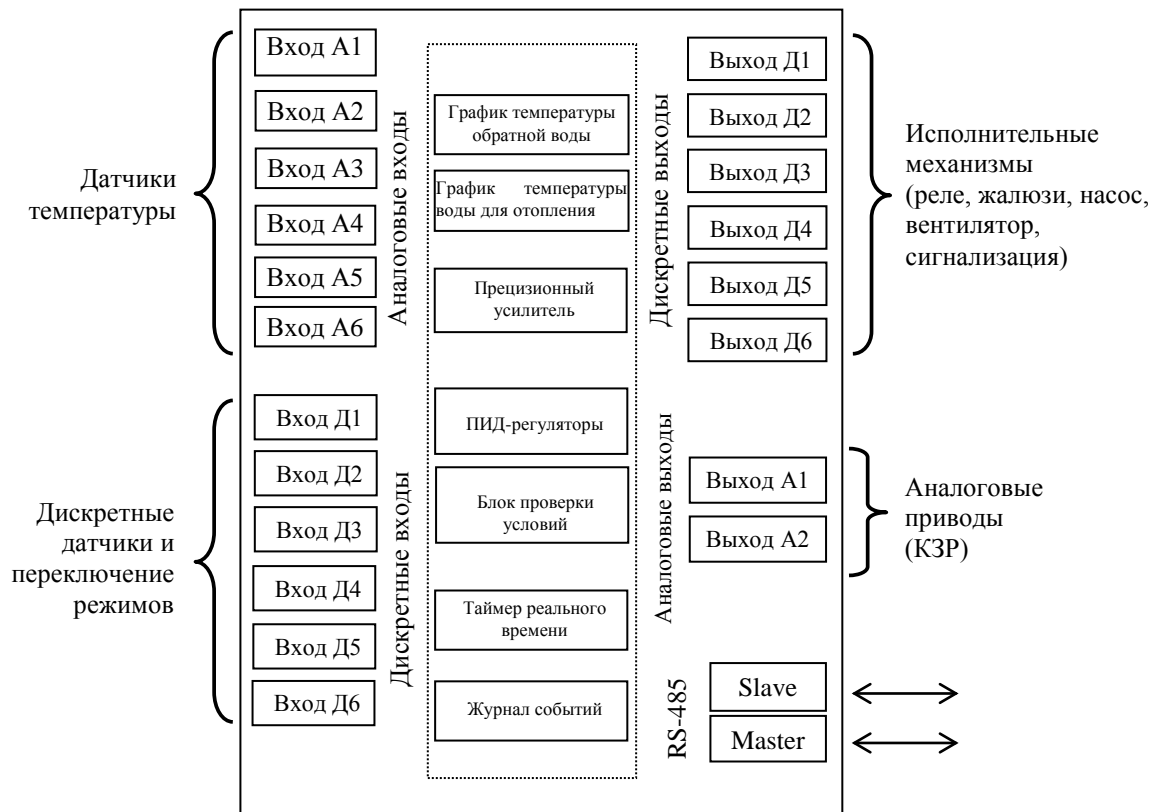 Датчики
температуры
Дискретные
датчики и
переключение
режимов
Вход А1
Вход А2
Вход А3
Вход А4
Вход А5
Вход А6
Аналоговые входы
Вход Д1
Вход Д2
Вход Д3
Вход Д4
Вход Д5
Вход Д6
Дискретные входы
График температуры
обратной воды
График температуры
воды для отопления
Прецизионный
усилитель
ПИД-регуляторы
Блок проверки
условий
Таймер реального
времени
Журнал событий
Дискретные выходы
Выход Д1
Выход Д2
Выход Д3
Выход Д4
Выход Д5
Выход Д6
Аналоговые выходы
Выход А1
Выход А2
RS-485
Slave
Master
Исполнительные
механизмы
(реле, жалюзи, насос,
вентилятор,
сигнализация)
Аналоговые
приводы
(КЗР)